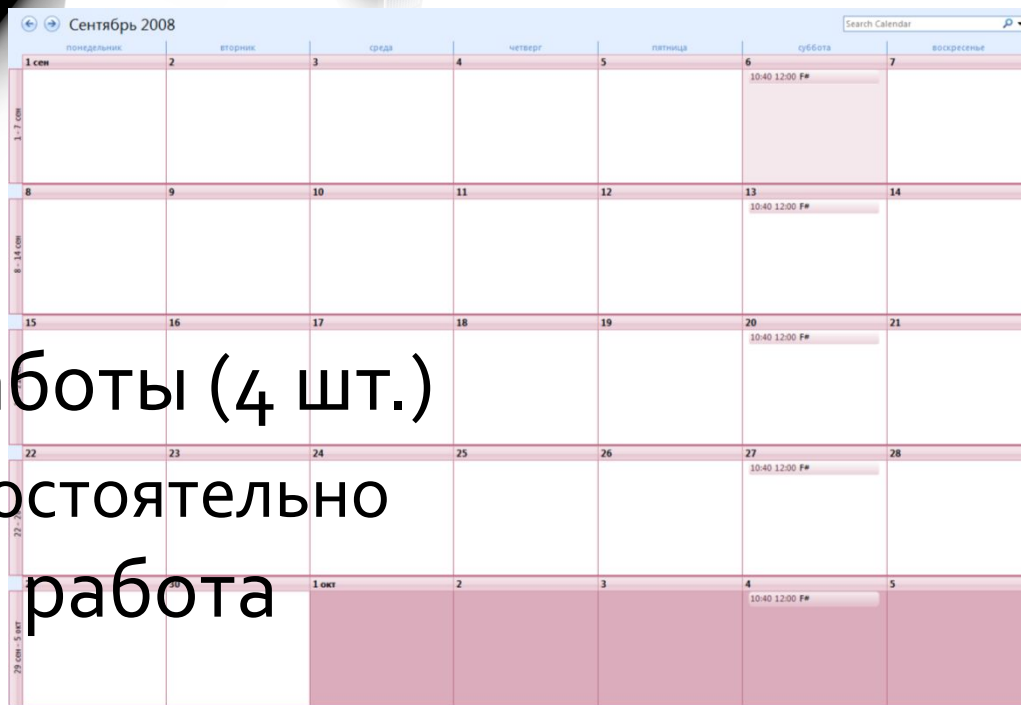 Сентябрь 2008
Search Calendar
понедельник вторник среда четверг пятница суббота воскресенье
1 сен 2 3 4 5 6 7
10:40 12:00 F#
1 - 7 сен
8 9 10 11 12 13 14
10:40 12:00 F#
8 - 14 сен
15 16 17 18 19 20 21
10:40 12:00 F#
боты (4 шт.)
22 23 24 25 26 27 28
10:40 12:00 F#
остоятельно
30 1 окт 2 3 4 5
10:40 12:00 F#
работа
29 сен - 5 окт